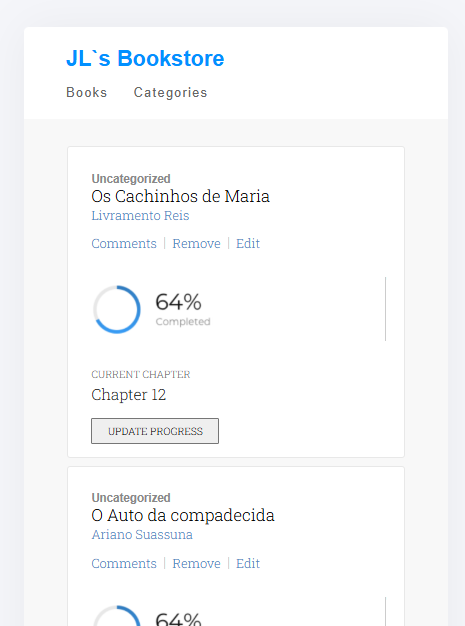 JL`s Bookstore
Books Categories
Uncategorized
Os Cachinhos de Maria
Livramento Reis
Comments Remove Edit
64%
Completed
CURRENT CHAPTER
Chapter 12
UPDATE PROGRESS
Uncategorized
O Auto da compadecida
Ariano Suassuna
Comments Remove Edit
64%